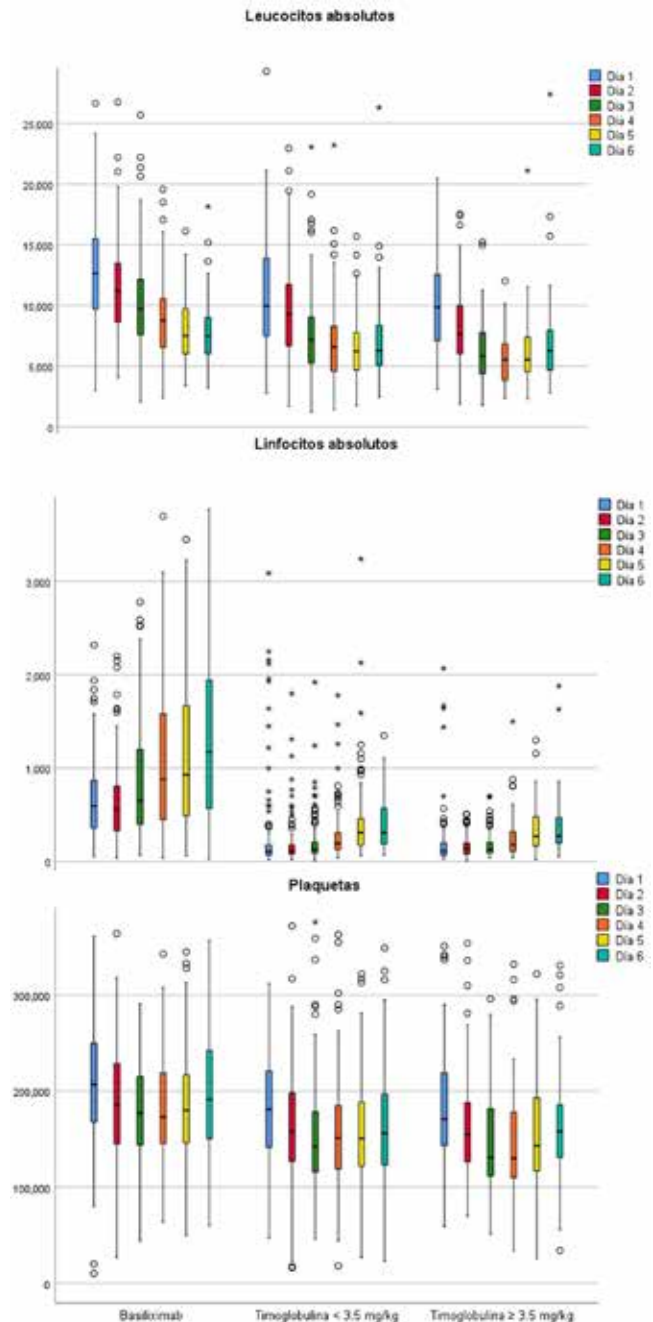 Leucocitos absolutos
Día 1
Día 2
Día 3
Día 4
Día 5
Día 6
25,000
20,000
15,000
10,000
5,000
0
Linfocitos absolutos
Día 1
Día 2
Día 3
Día 4
Día 5
Día 6
3,000
2,000
1,000
0
Plaquetas
Día 1
Día 2
Día 3
Día 4
Día 5
Día 6
300,000
200,000
100,000
0
Basiliximab
Timoglobulina < 3.5 mg/kg
Timoglobulina ≥ 3.5 mg/kg